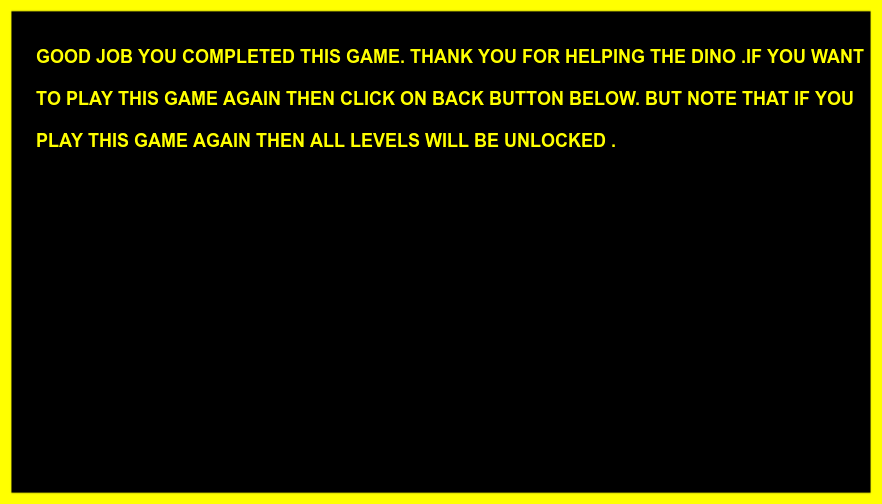 GOOD JOB YOU COMPLETED THIS GAME. THANK YOU FOR HELPING THE DINO .IF YOU WANT
TO PLAY THIS GAME AGAIN THEN CLICK ON BACK BUTTON BELOW. BUT NOTE THAT IF YOU
PLAY THIS GAME AGAIN THEN ALL LEVELS WILL BE UNLOCKED .